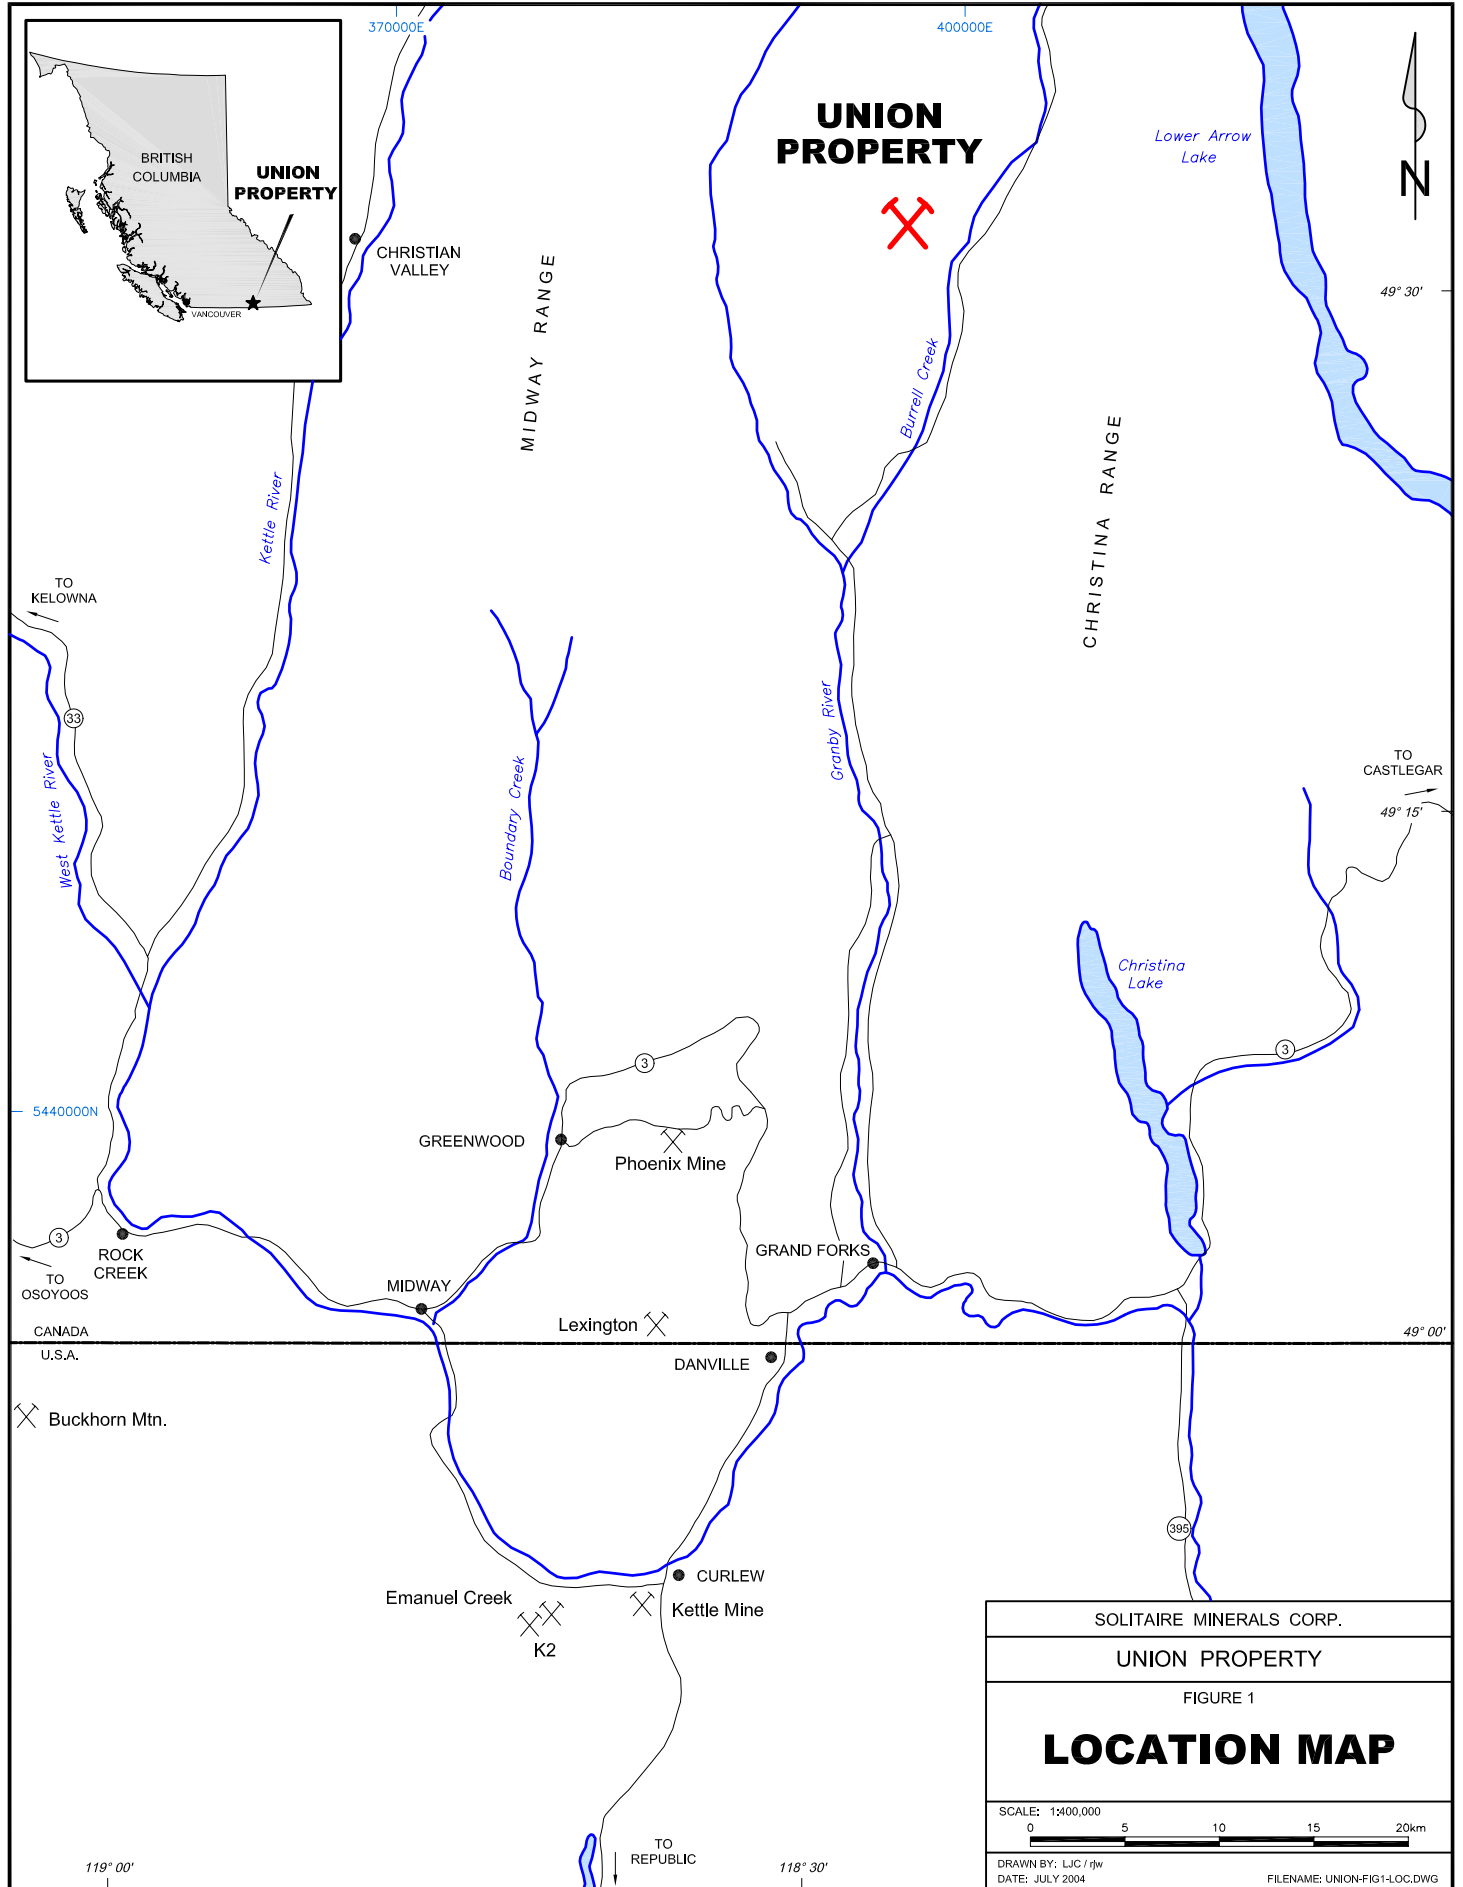 370000E
400000E
BRITISH
COLUMBIA
UNION
PROPERTY
VANCOUVER
UNION
PROPERTY
Lower Arrow
Lake
N
CHRISTIAN
VALLEY
MIDWAY RANGE
49° 30'
Burrell Creek
CHRISTINA RANGE
Kettle River
TO
KELOWNA
33
West Kettle River
Boundary Creek
Granby River
TO
CASTLEGAR
49° 15'
Christina
Lake
3
3
5440000N
GREENWOOD
Phoenix Mine
3
ROCK
CREEK
TO
OSOYOOS
GRAND FORKS
MIDWAY
Lexington
CANADA
U.S.A.
49° 00'
DANVILLE
Buckhorn Mtn.
395
CURLEW
Emanuel Creek
Kettle Mine
K2
TO
REPUBLIC
119° 00'
118° 30'
SOLITAIRE MINERALS CORP.
UNION PROPERTY
FIGURE 1
LOCATION MAP
SCALE: 1:400,000
0 5 10 15 20km
DRAWN BY: LJC / rjw
DATE: JULY 2004
FILENAME: UNION-FIG1-LOC.DWG